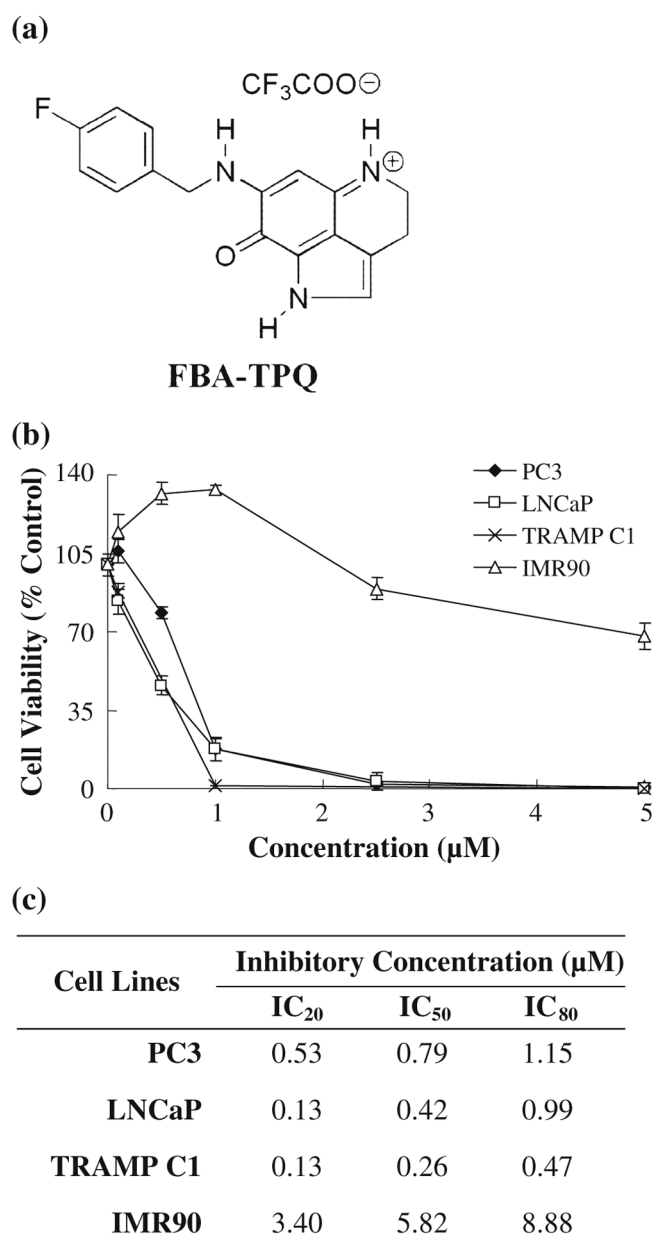 (a)
CF₃COO⊖
F
H
N
H
N⊕
O
N
H
FBA-TPQ
(b)
140
105
70
35
0
Cell Viability (% Control)
PC3
LNCaP
TRAMP C1
IMR90
0 1 2 3 4 5
Concentration (µM)
(c)
Cell Lines Inhibitory Concentration (µM)
IC₂₀ IC₅₀ IC₈₀
PC3 0.53 0.79 1.15
LNCaP 0.13 0.42 0.99
TRAMP C1 0.13 0.26 0.47
IMR90 3.40 5.82 8.88